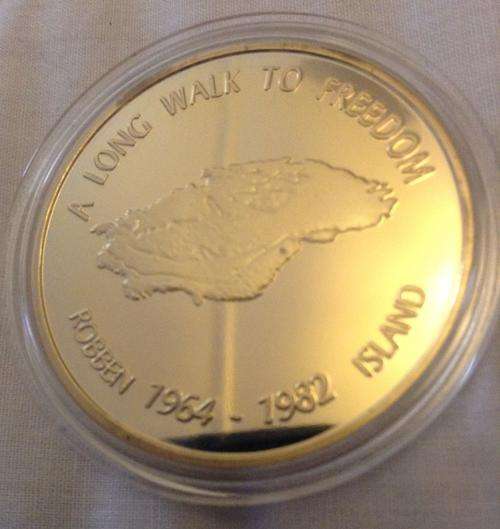 A LONG WALK TO FREEDOM
ROBBEN 1964 - 1982 ISLAND